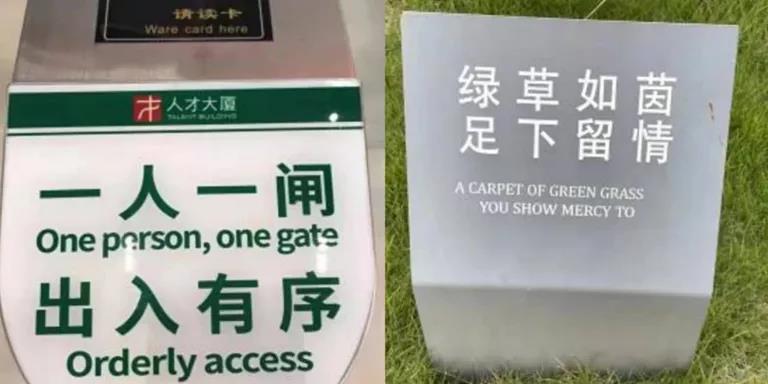 请读卡
Ware card here
人才大厦
TALENT BUILDING
一人一闸
One person, one gate
出入有序
Orderly access
绿草如茵
足下留情
A CARPET OF GREEN GRASS
YOU SHOW MERCY TO